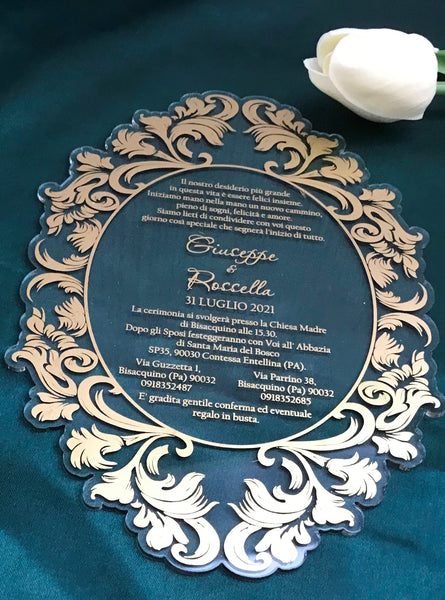 Il nostro desiderio più grande
in questa vita è essere felici insieme.
Iniziamo mano nella mano un nuovo cammino,
pieno di sogni, felicità e amore.
Siamo lieti di condividere con voi questo
giorno così speciale che segnerà l'inizio di tutto.
Giuseppe
&
Roccella
31 LUGLIO 2021
La cerimonia si svolgerà presso la Chiesa Madre
di Bisacquino alle 15.30.
Dopo gli Sposi festeggeranno con Voi all' Abbazia
di Santa Maria del Bosco
SP35, 90030 Contessa Entellina (PA).
Via Guzzetta 1,
Bisacquino (Pa) 90032
0918352487
Via Parrino 38,
Bisacquino (Pa) 90032
0918352685
E' gradita gentile conferma ed eventuale
regalo in busta.